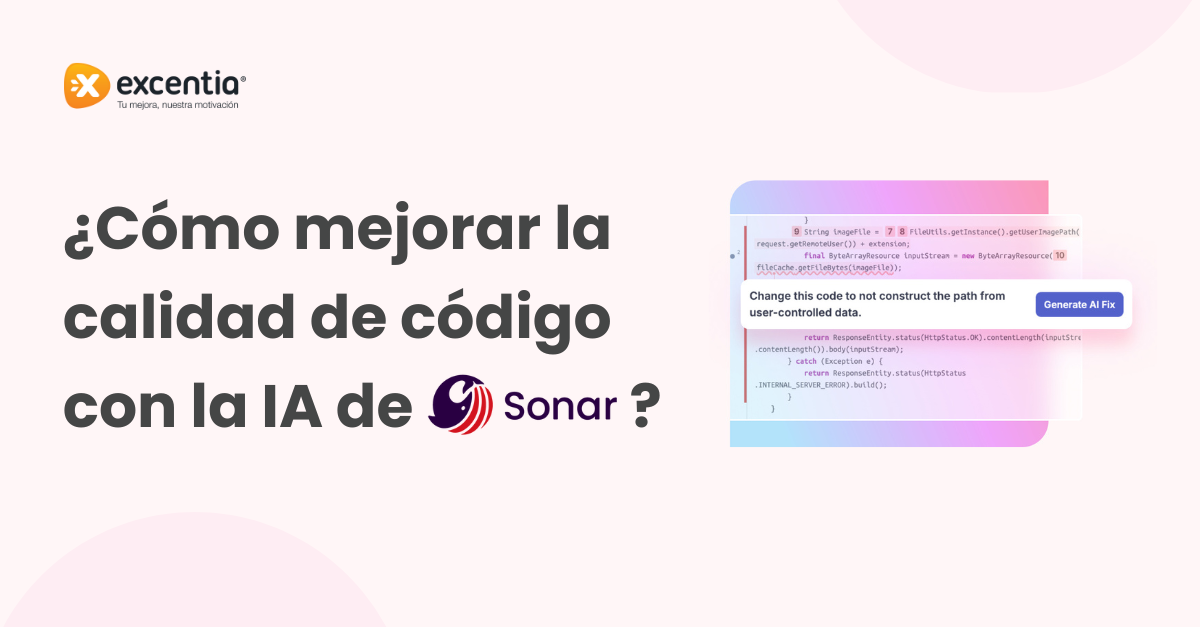 excentia®
Tu mejora, nuestra motivación
¿Cómo mejorar la
calidad de código
con la IA de Sonar ?
}
9 String imageFile = 7 8 FileUtils.getInstance().getUserImagePath(
request.getRemoteUser()) + extension;
2 final ByteArrayResource inputStream = new ByteArrayResource(10
fileCache.getFileBytes(imageFile));
Change this code to not construct the path from
user-controlled data.
Generate AI Fix
return ResponseEntity.status(HttpStatus.OK).contentLength(inputStre
.contentLength()).body(inputStream);
} catch (Exception e) {
return ResponseEntity.status(HttpStatus
.INTERNAL_SERVER_ERROR).build();
}
}